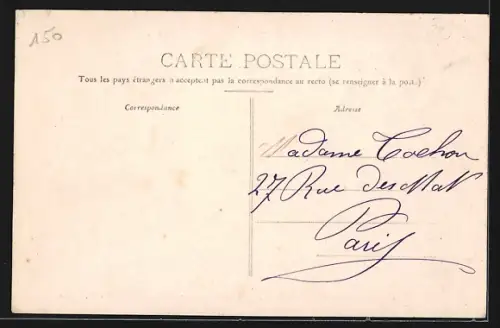 150
CARTE POSTALE
Tous les pays étrangers n'acceptent pas la correspondance au recto (se renseigner à la poste.)
Correspondance
Adresse
Madame Cochon
27 Rue des
Paris